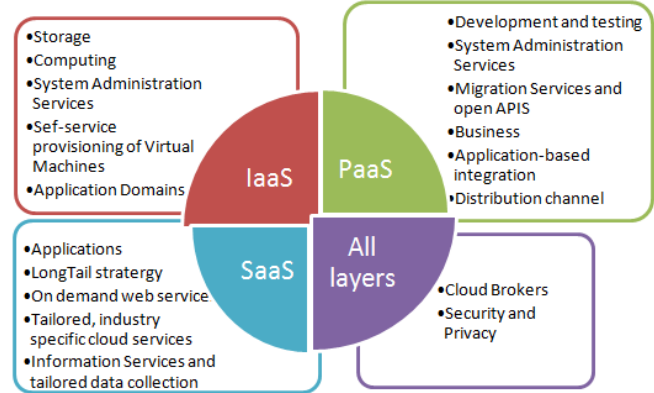 •Storage
•Computing
•System Administration
Services
•Sef-service
provisioning of Virtual
Machines
•Application Domains
•Development and testing
•System Administration
Services
•Migration Services and
open APIS
•Business
•Application-based
integration
•Distribution channel
IaaS
PaaS
SaaS
All
layers
•Applications
•LongTail stratergy
•On demand web service
•Tailored, industry
specific cloud services
•Information Services and
tailored data collection
•Cloud Brokers
•Security and
Privacy